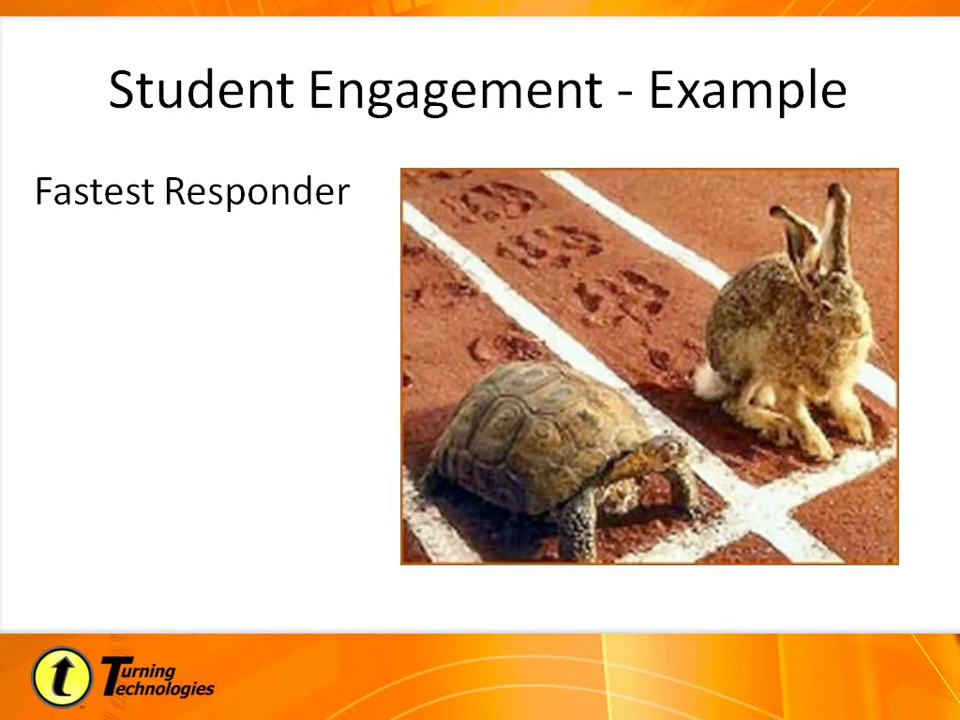 Student Engagement - Example
Fastest Responder
Turning
Technologies